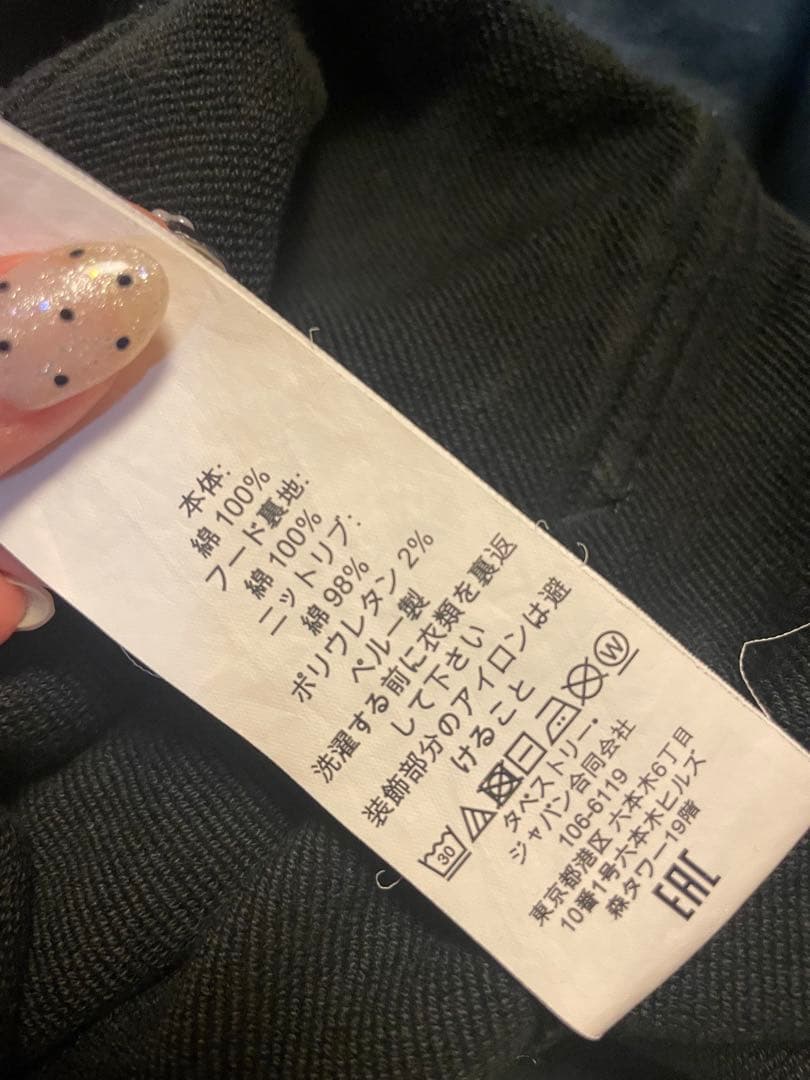 本体:
綿 100%
フード裏地:
綿 100%
ニットリブ:
綿 98%
ポリウレタン 2%
ペルー製
洗濯する前に衣類を裏返
して下さい
装飾部分のアイロンは避
けること
30 W
タペストリー・
ジャパン合同会社
106-6119
東京都港区 六本木6丁目
10番1号六本木ヒルズ
森タワー19階
EAC